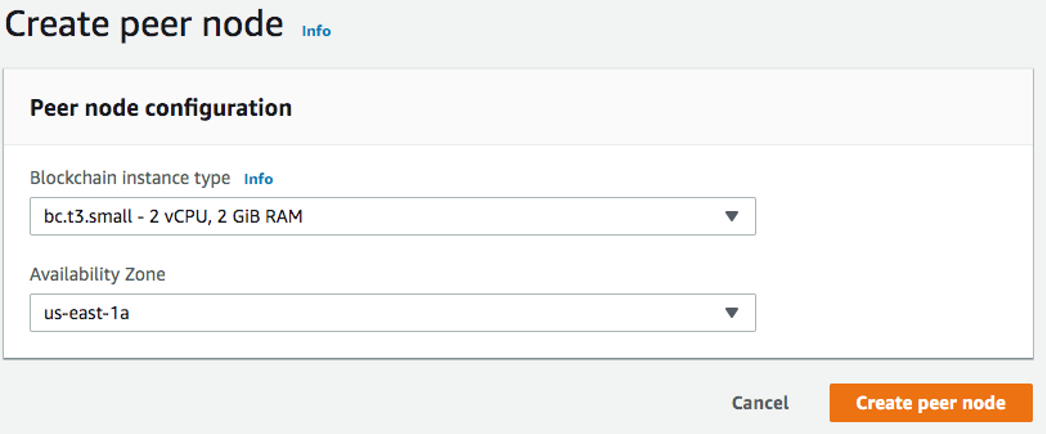 Create peer node Info
Peer node configuration
Blockchain instance type Info
bc.t3.small - 2 vCPU, 2 GiB RAM
Availability Zone
us-east-1a
Cancel Create peer node